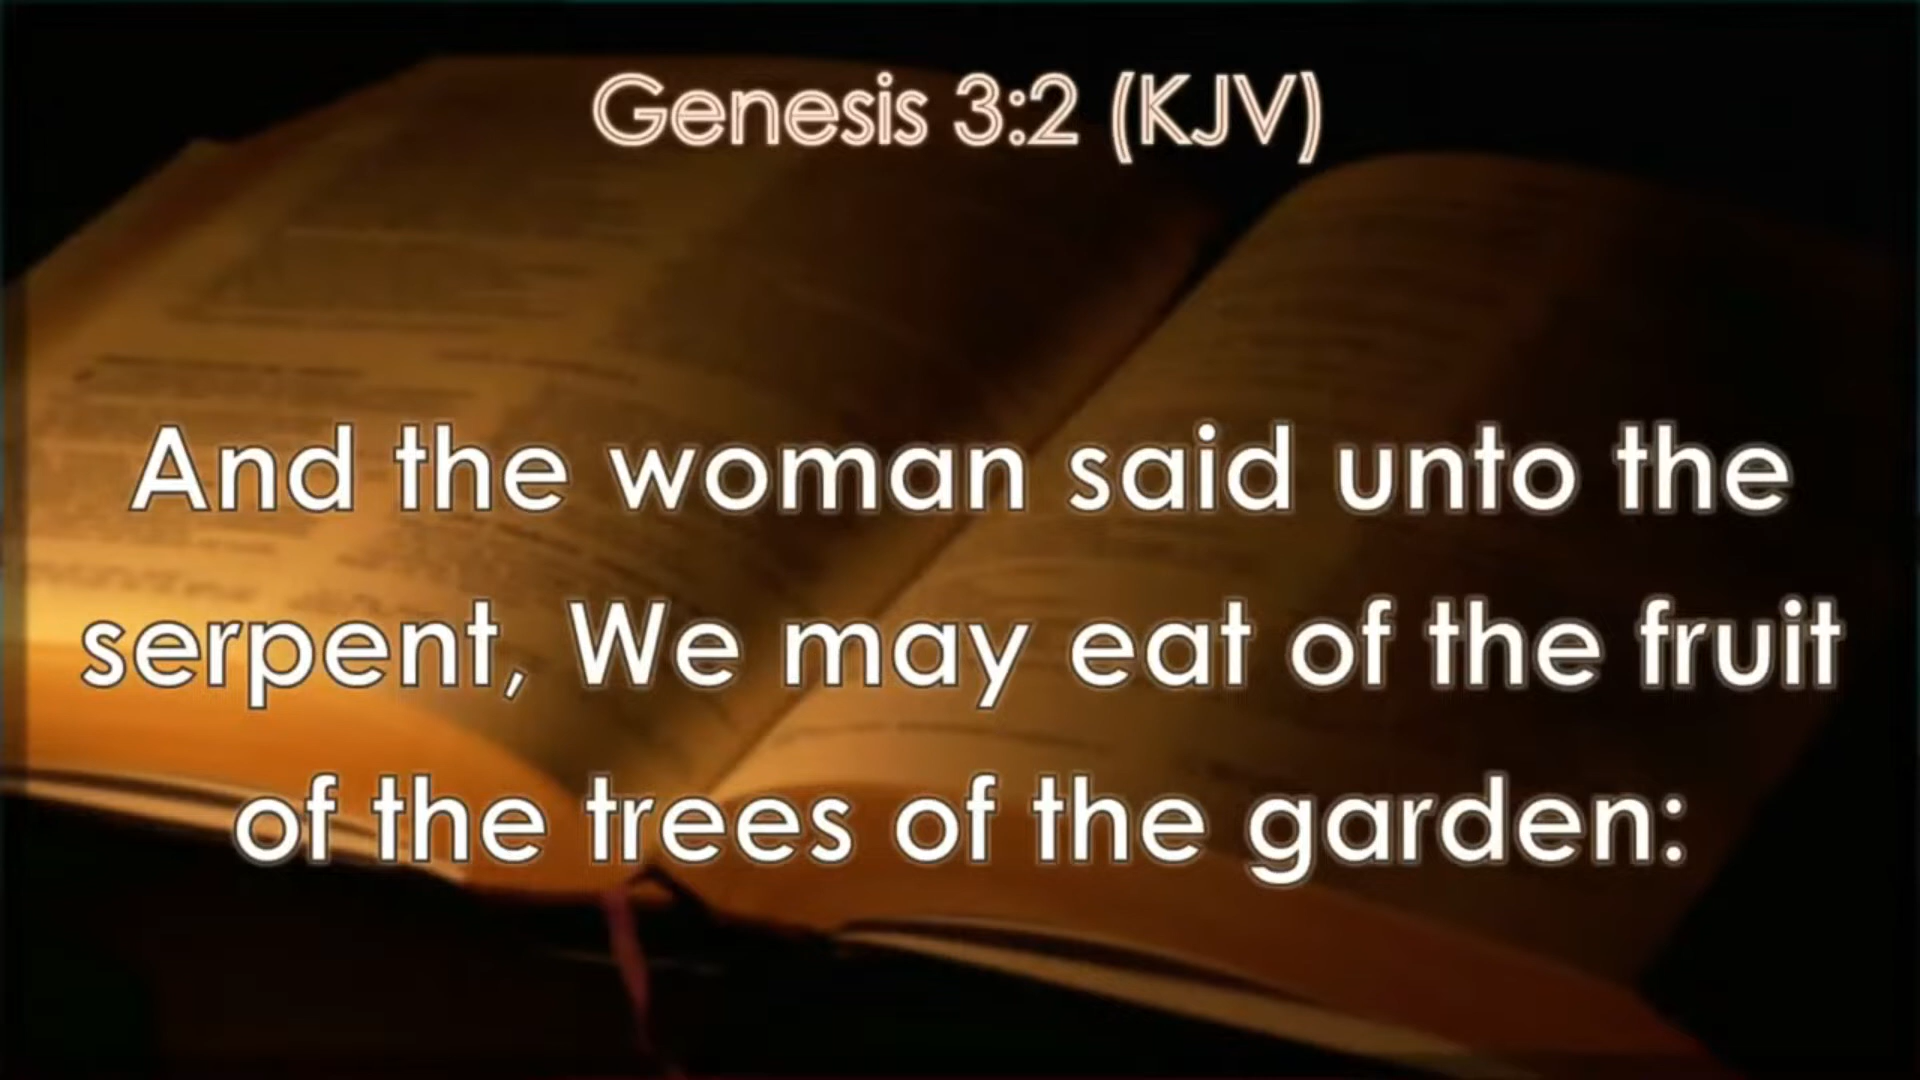 Genesis 3:2 (KJV)
And the woman said unto the
serpent, We may eat of the fruit
of the trees of the garden: